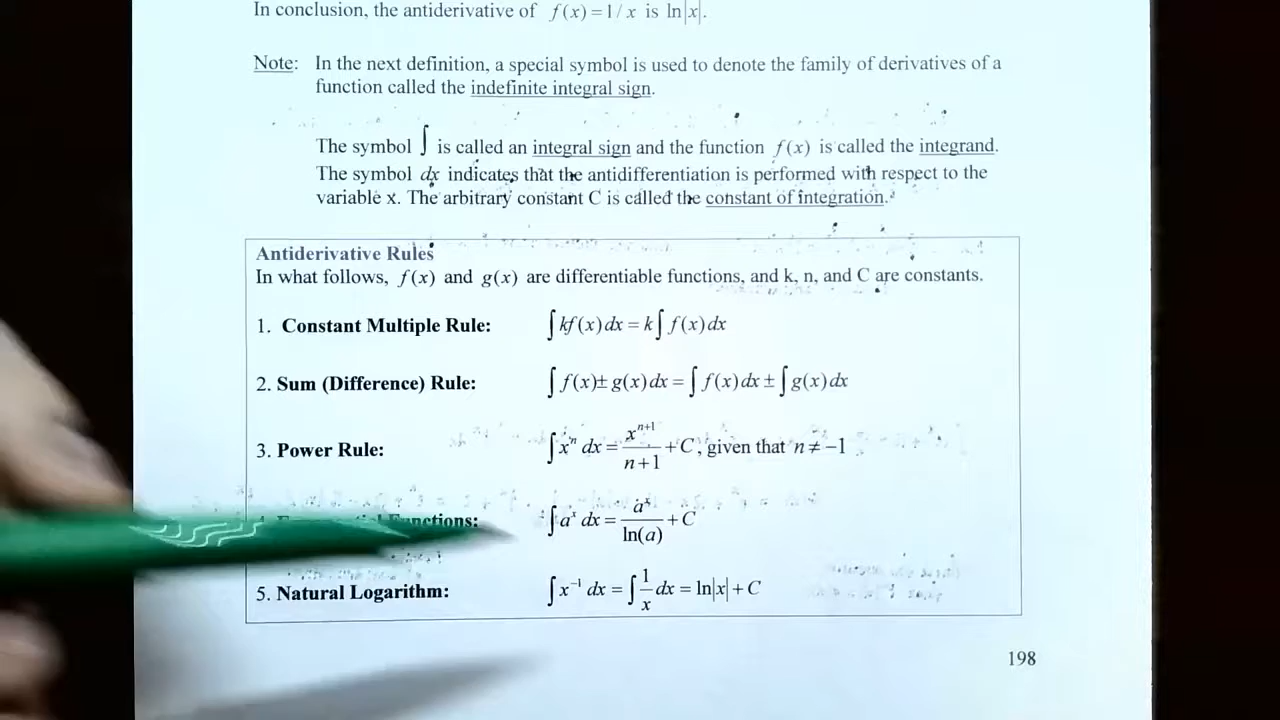 In conclusion, the antiderivative of f(x)=1/x is ln|x|.
Note: In the next definition, a special symbol is used to denote the family of derivatives of a
function called the indefinite integral sign.
The symbol ∫ is called an integral sign and the function f(x) is called the integrand.
The symbol dx indicates that the antidifferentiation is performed with respect to the
variable x. The arbitrary constant C is called the constant of integration.
Antiderivative Rules
In what follows, f(x) and g(x) are differentiable functions, and k, n, and C are constants.
1. Constant Multiple Rule: ∫kf(x)dx = k∫f(x)dx
2. Sum (Difference) Rule: ∫f(x)±g(x)dx = ∫f(x)dx ± ∫g(x)dx
3. Power Rule: ∫xⁿ dx = xⁿ⁺¹/n+1 + C, given that n ≠ −1
Functions: ∫aˣ dx = aˣ/ln(a) + C
5. Natural Logarithm: ∫x⁻¹ dx = ∫1/x dx = ln|x| + C
198